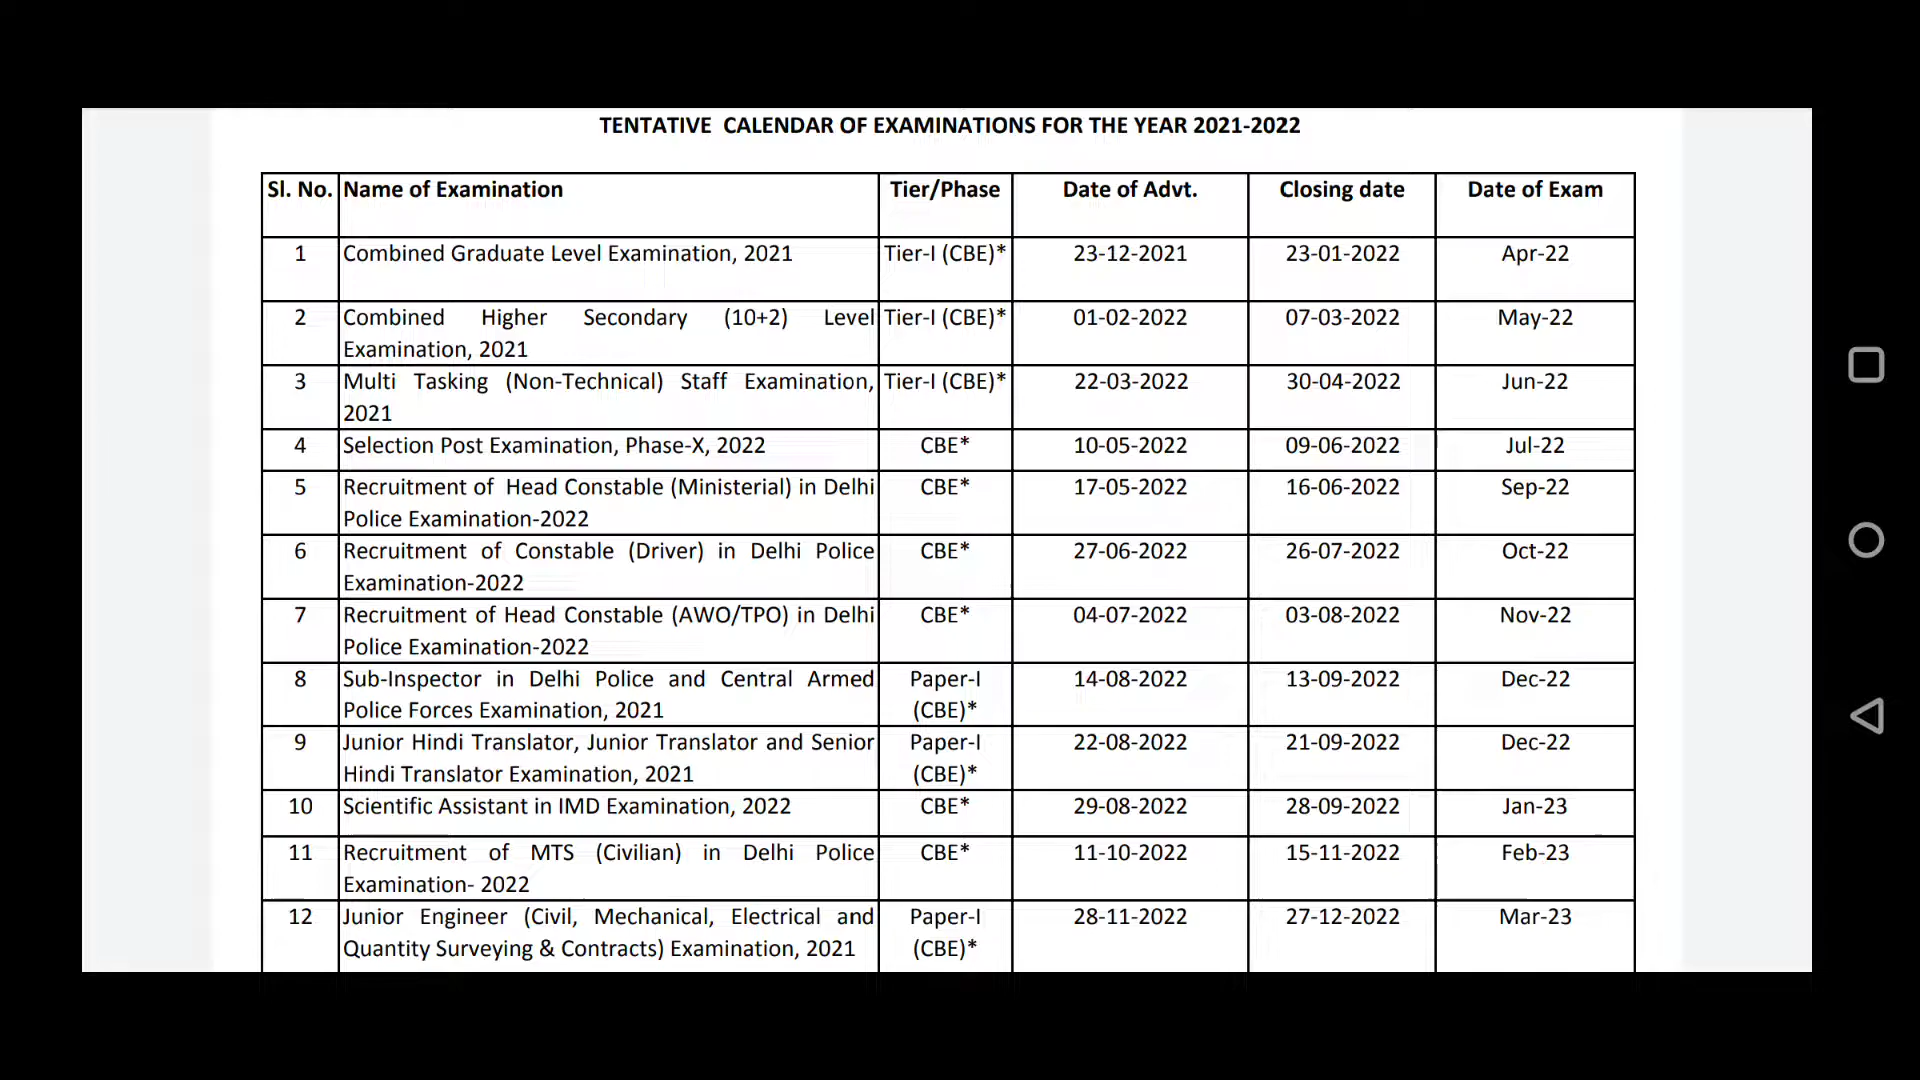 TENTATIVE CALENDAR OF EXAMINATIONS FOR THE YEAR 2021-2022
Sl. No. Name of Examination Tier/Phase Date of Advt. Closing date Date of Exam
1 Combined Graduate Level Examination, 2021 Tier-I (CBE)* 23-12-2021 23-01-2022 Apr-22
2 Combined Higher Secondary (10+2) Level Tier-I (CBE)* 01-02-2022 07-03-2022 May-22
Examination, 2021
3 Multi Tasking (Non-Technical) Staff Examination, Tier-I (CBE)* 22-03-2022 30-04-2022 Jun-22
2021
4 Selection Post Examination, Phase-X, 2022 CBE* 10-05-2022 09-06-2022 Jul-22
5 Recruitment of Head Constable (Ministerial) in Delhi CBE* 17-05-2022 16-06-2022 Sep-22
Police Examination-2022
6 Recruitment of Constable (Driver) in Delhi Police CBE* 27-06-2022 26-07-2022 Oct-22
Examination-2022
7 Recruitment of Head Constable (AWO/TPO) in Delhi CBE* 04-07-2022 03-08-2022 Nov-22
Police Examination-2022
8 Sub-Inspector in Delhi Police and Central Armed Paper-I 14-08-2022 13-09-2022 Dec-22
Police Forces Examination, 2021 (CBE)*
9 Junior Hindi Translator, Junior Translator and Senior Paper-I 22-08-2022 21-09-2022 Dec-22
Hindi Translator Examination, 2021 (CBE)*
10 Scientific Assistant in IMD Examination, 2022 CBE* 29-08-2022 28-09-2022 Jan-23
11 Recruitment of MTS (Civilian) in Delhi Police CBE* 11-10-2022 15-11-2022 Feb-23
Examination- 2022
12 Junior Engineer (Civil, Mechanical, Electrical and Paper-I 28-11-2022 27-12-2022 Mar-23
Quantity Surveying & Contracts) Examination, 2021 (CBE)*